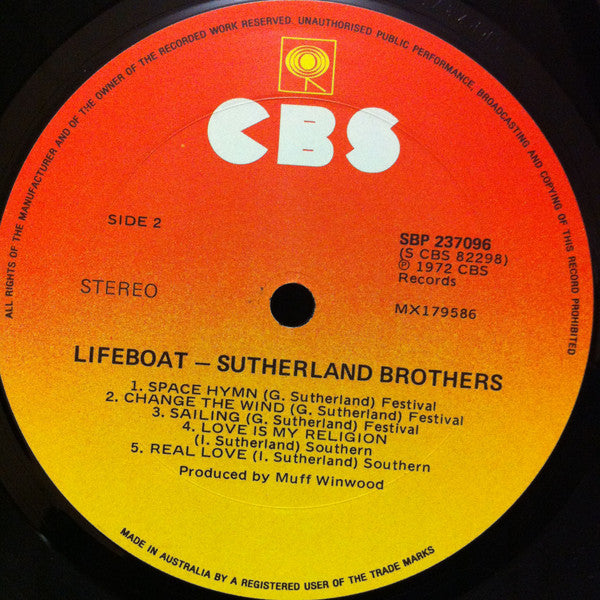 ALL RIGHTS OF THE MANUFACTURER AND OF THE OWNER OF THE RECORDED WORK RESERVED. UNAUTHORISED PUBLIC PERFORMANCE, BROADCASTING AND COPYING OF THIS RECORD PROHIBITED
CBS
SIDE 2
STEREO
SBP 237096
(S CBS 82298)
℗ 1972 CBS
Records
MX179586
LIFEBOAT – SUTHERLAND BROTHERS
1. SPACE HYMN (G. Sutherland) Festival
2. CHANGE THE WIND (G. Sutherland) Festival
3. SAILING (G. Sutherland) Festival
4. LOVE IS MY RELIGION
(I. Sutherland) Southern
5. REAL LOVE (I. Sutherland) Southern
Produced by Muff Winwood
MADE IN AUSTRALIA BY A REGISTERED USER OF THE TRADE MARKS